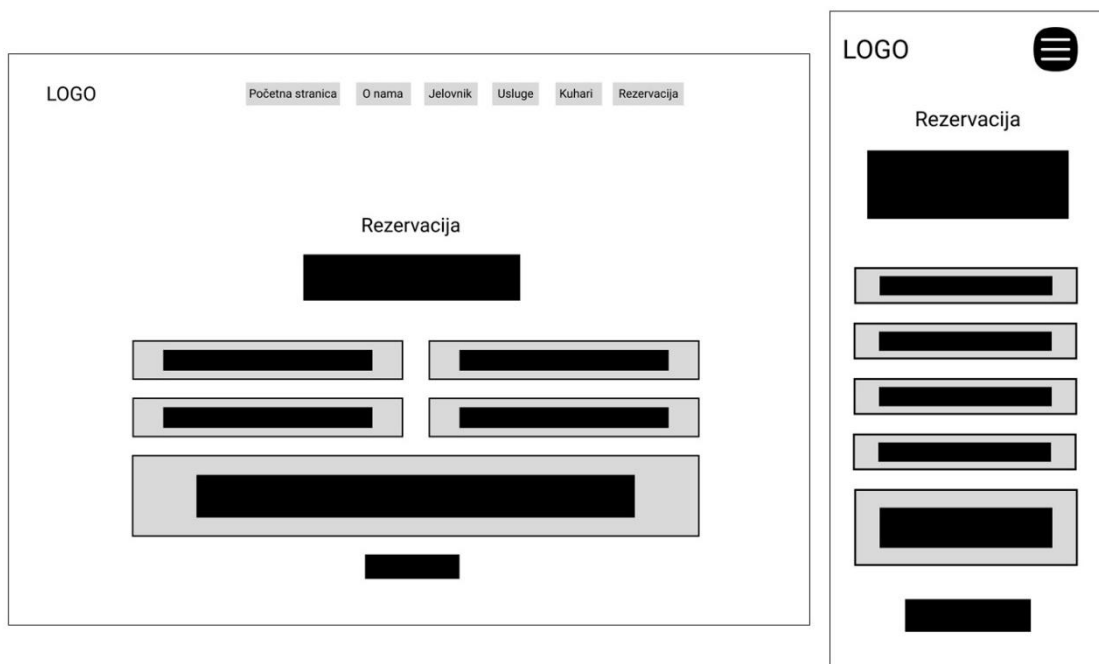 LOGO
Početna stranica O nama Jelovnik Usluge Kuhari Rezervacija
Rezervacija
LOGO
Rezervacija